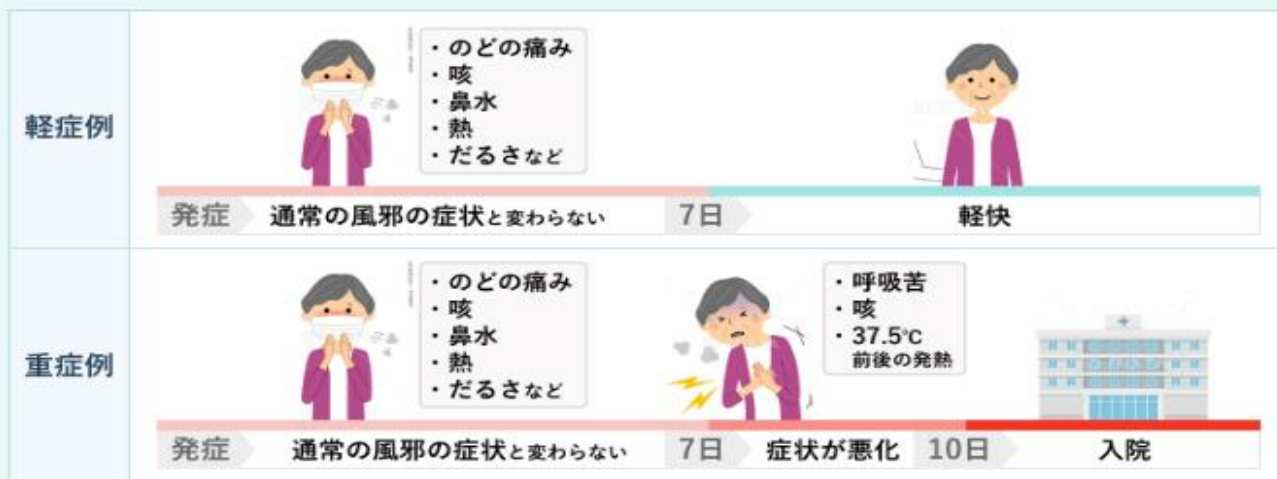 軽症例
・のどの痛み
・咳
・鼻水
・熱
・だるさなど
発症 通常の風邪の症状と変わらない 7日 軽快
重症例
・のどの痛み
・咳
・鼻水
・熱
・だるさなど
・呼吸苦
・咳
・37.5℃
前後の発熱
発症 通常の風邪の症状と変わらない 7日 症状が悪化 10日 入院